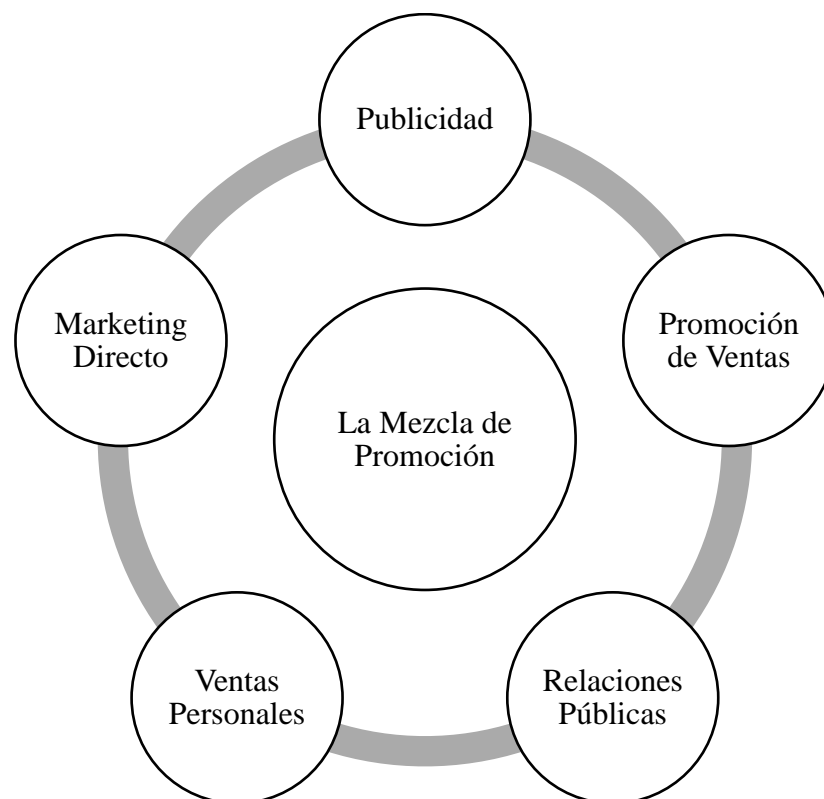 Publicidad
Marketing
Directo
Promoción
de Ventas
La Mezcla de
Promoción
Ventas
Personales
Relaciones
Públicas